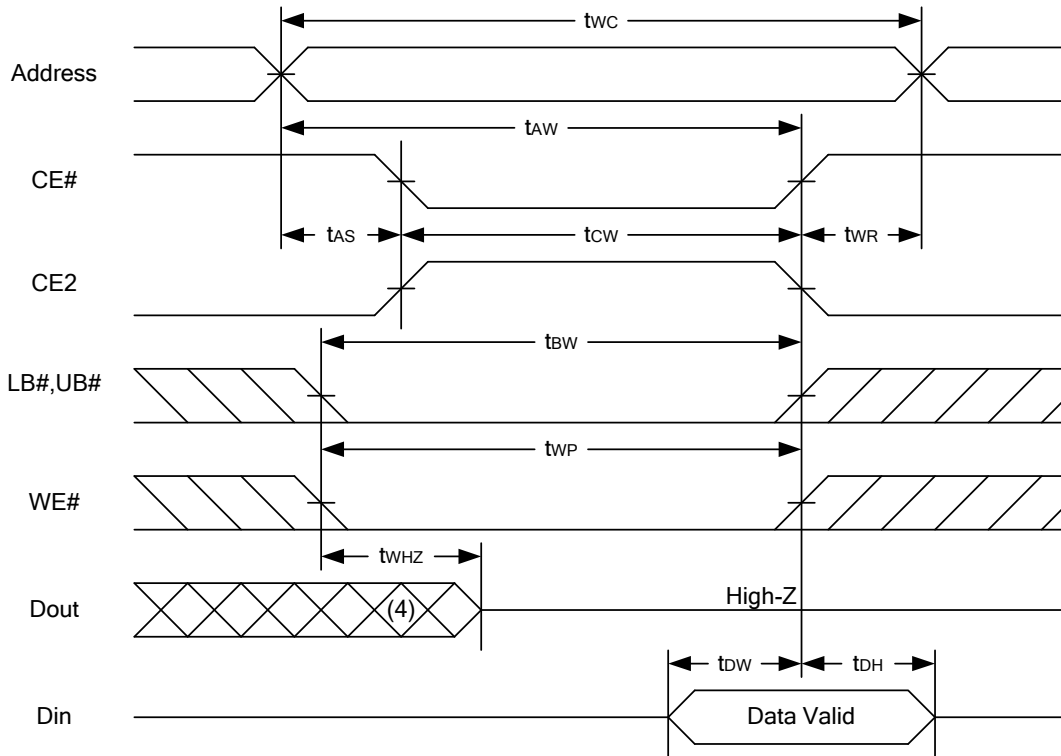 tWC
Address
tAW
CE#
tAS tCW tWR
CE2
tBW
LB#,UB#
tWP
WE#
tWHZ
Dout (4) High-Z
tDW tDH
Din Data Valid